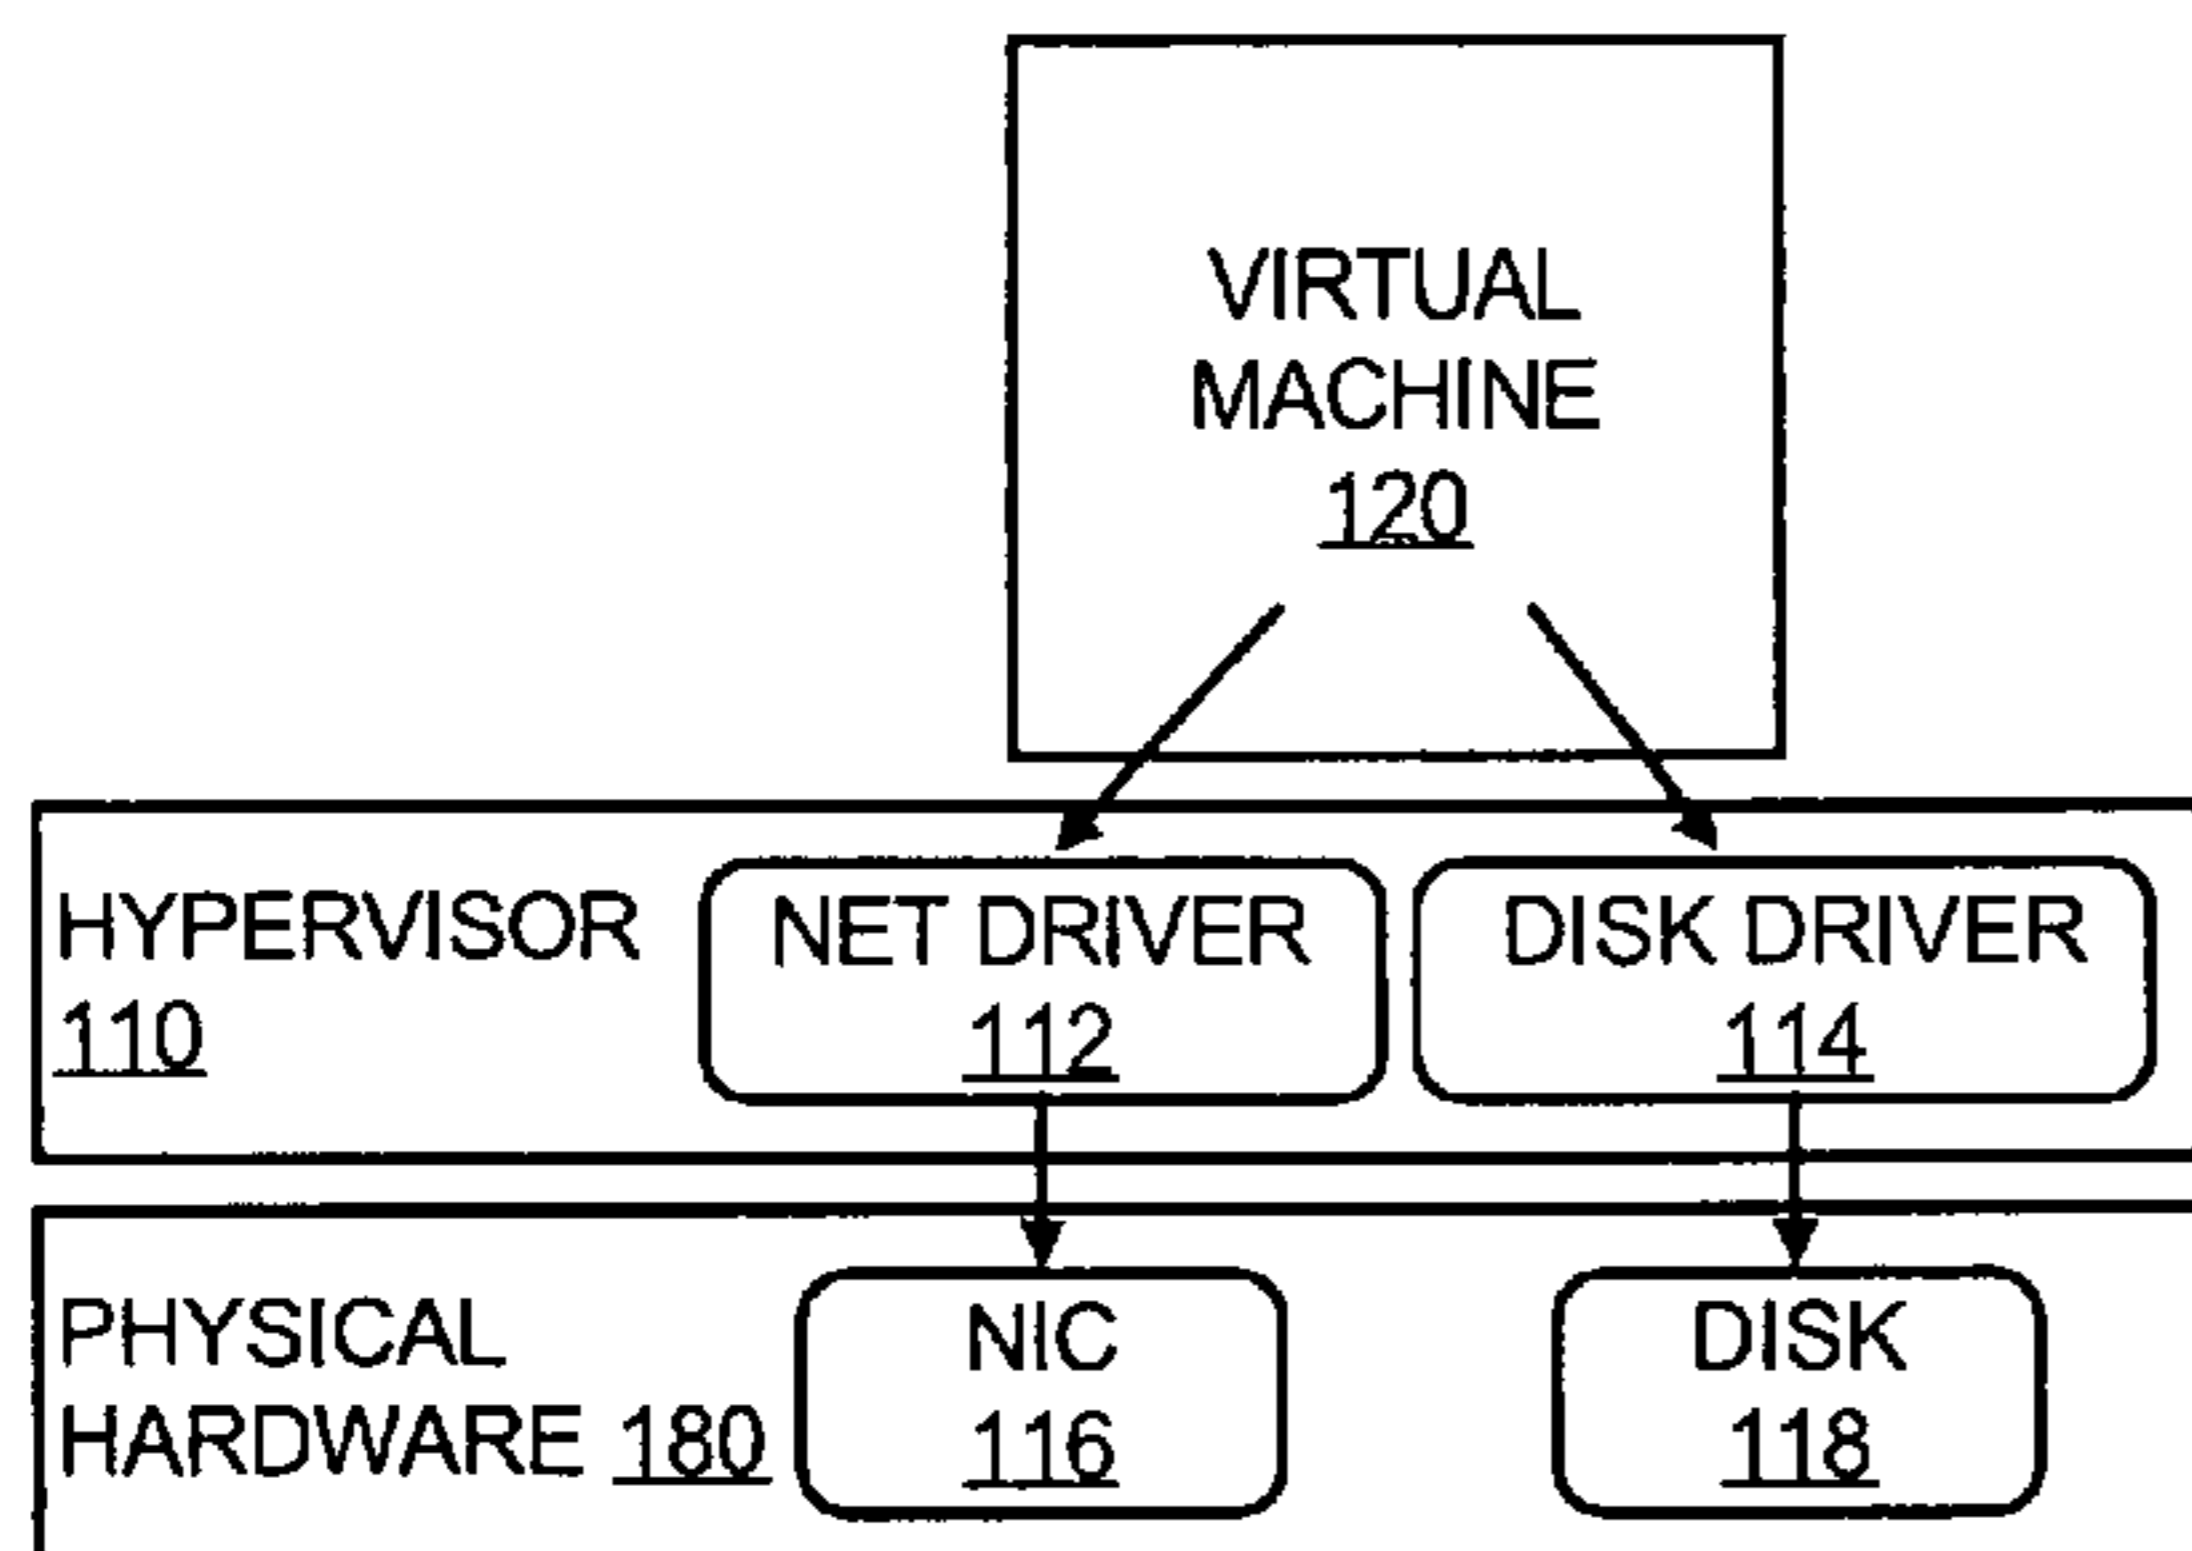 VIRTUAL
MACHINE
120
HYPERVISOR
110
NET DRIVER
112
DISK DRIVER
114
PHYSICAL
HARDWARE 180
NIC
116
DISK
118